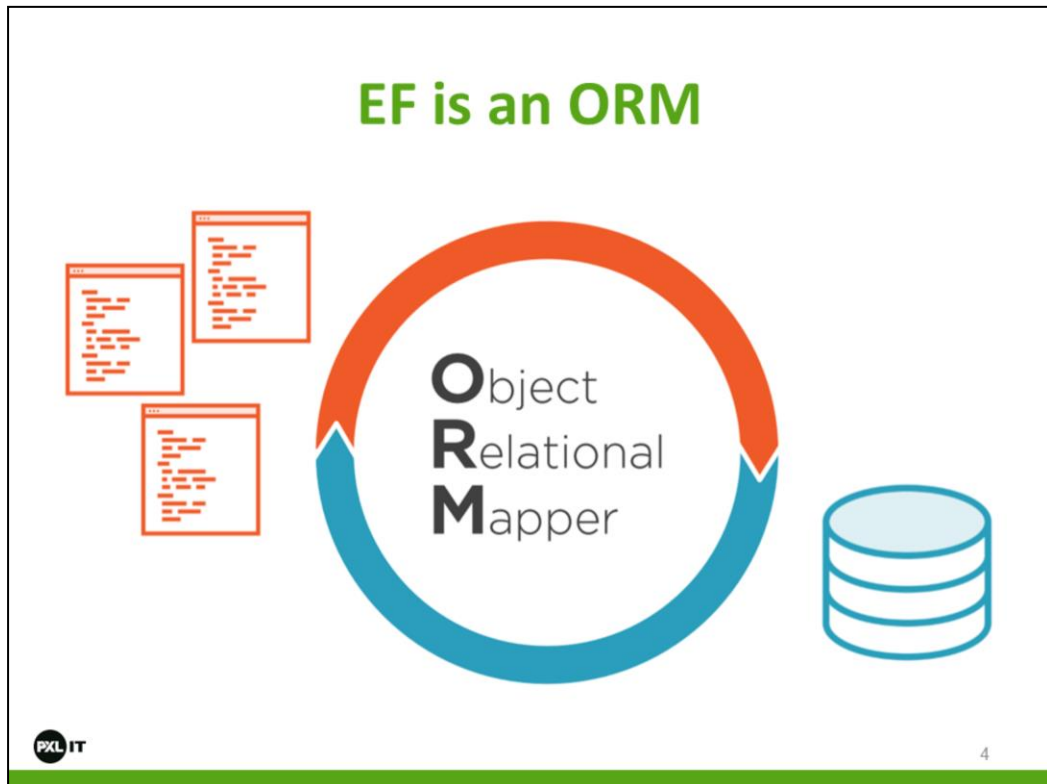 EF is an ORM
Object
Relational
Mapper
PXL IT
4